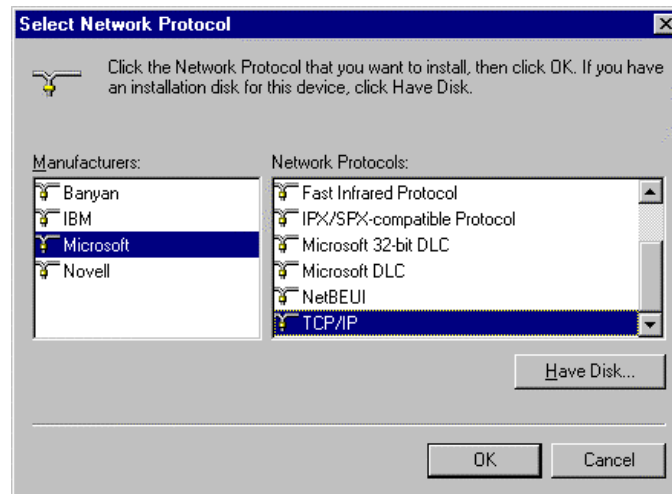 Select Network Protocol
Click the Network Protocol that you want to install, then click OK. If you have
an installation disk for this device, click Have Disk.
Manufacturers:
Banyan
IBM
Microsoft
Novell
Network Protocols:
Fast Infrared Protocol
IPX/SPX-compatible Protocol
Microsoft 32-bit DLC
Microsoft DLC
NetBEUI
TCP/IP
Have Disk...
OK
Cancel